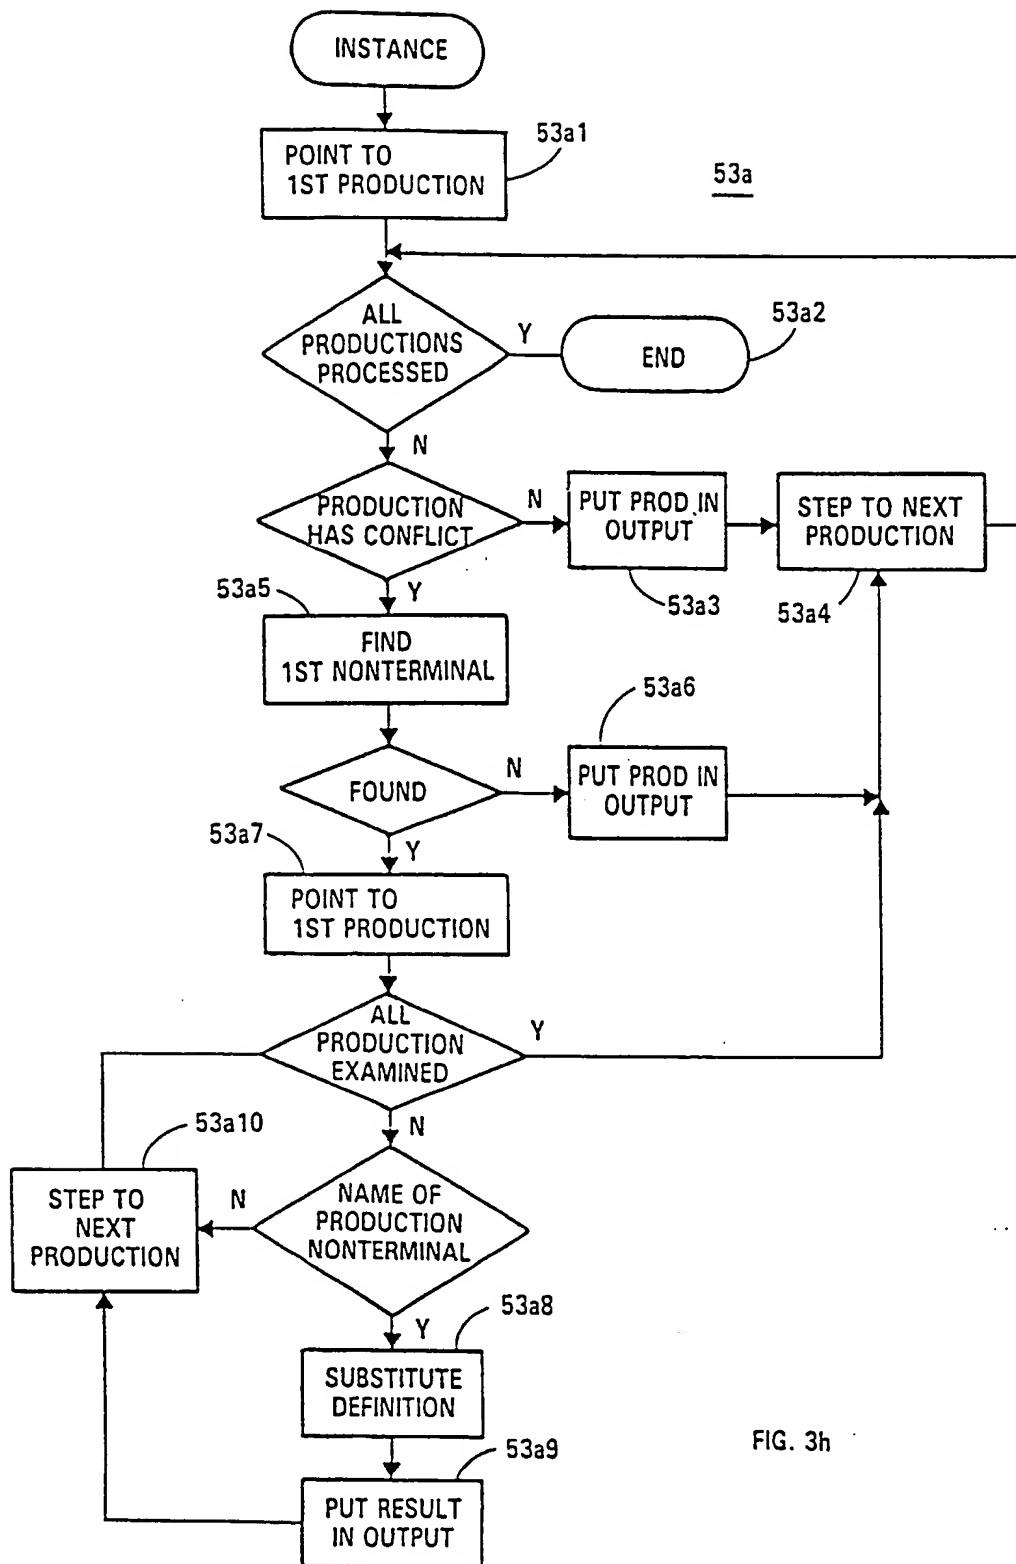 INSTANCE
53a1
POINT TO
1ST PRODUCTION
53a
ALL
PRODUCTIONS
PROCESSED
Y
53a2
END
N
PRODUCTION
HAS CONFLICT
N
PUT PROD IN
OUTPUT
STEP TO NEXT
PRODUCTION
53a5
Y
53a3
53a4
FIND
1ST NONTERMINAL
53a6
FOUND
N
PUT PROD IN
OUTPUT
53a7
Y
POINT TO
1ST PRODUCTION
ALL
PRODUCTION
EXAMINED
Y
53a10
N
STEP TO
NEXT
PRODUCTION
N
NAME OF
PRODUCTION
NONTERMINAL
53a8
Y
SUBSTITUTE
DEFINITION
FIG. 3h
53a9
PUT RESULT
IN OUTPUT